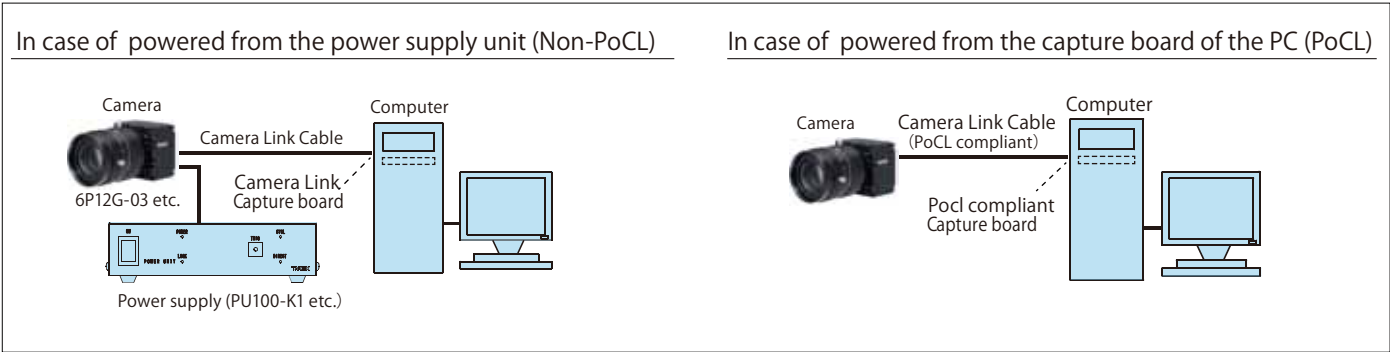 In case of powered from the power supply unit (Non-PoCL)
Camera
Computer
Camera Link Cable
Camera Link
Capture board
6P12G-03 etc.
POWER UNIT
Power supply (PU100-K1 etc.)
In case of powered from the capture board of the PC (PoCL)
Camera
Camera Link Cable
(PoCL compliant)
Computer
Pocl compliant
Capture board